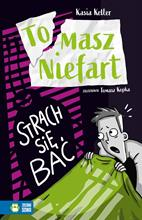 Kasia Keller
To
masz
Niefart
ilustrował Tomasz Kopka
STRACH
SIĘ
BAĆ